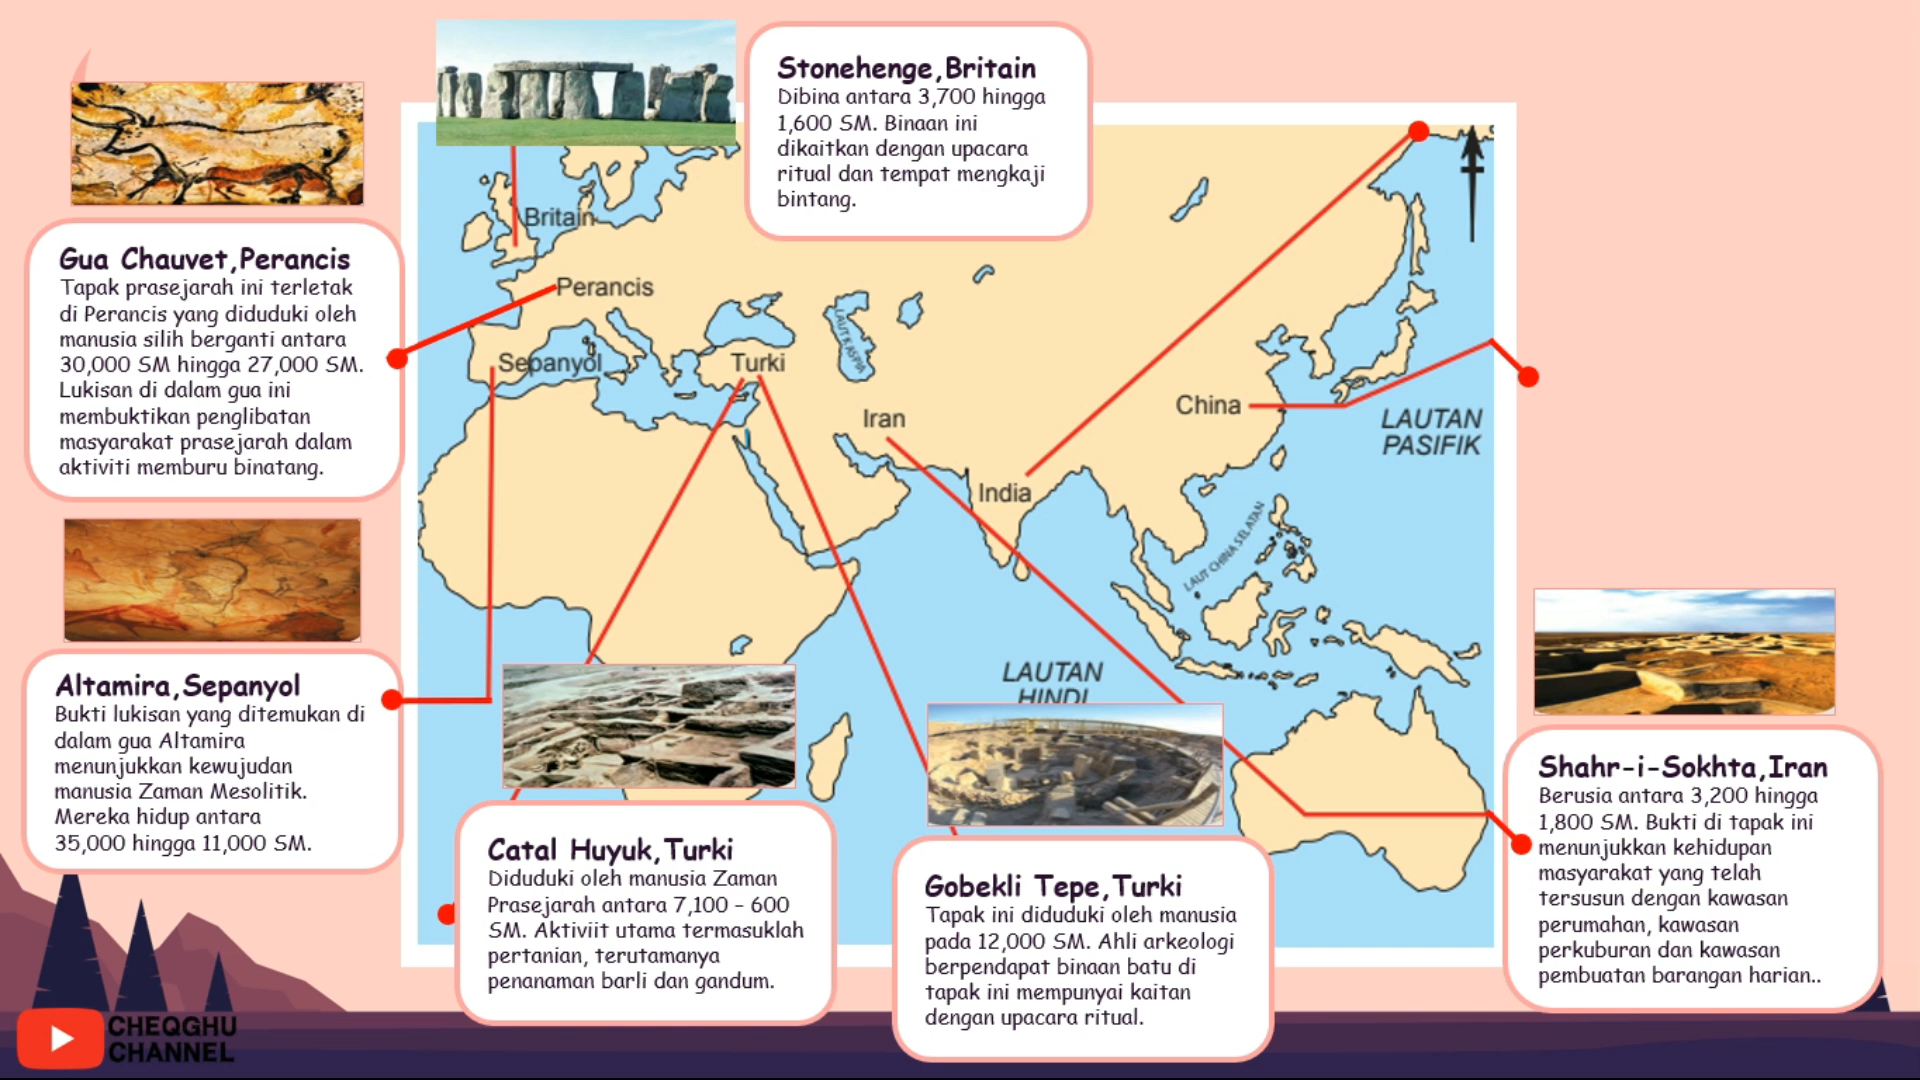 Stonehenge,Britain
Dibina antara 3,700 hingga
1,600 SM. Binaan ini
dikaitkan dengan upacara
ritual dan tempat mengkaji
bintang.
Gua Chauvet,Perancis
Tapak prasejarah ini terletak
di Perancis yang diduduki oleh
manusia silih berganti antara
30,000 SM hingga 27,000 SM.
Lukisan di dalam gua ini
membuktikan penglibatan
masyarakat prasejarah dalam
aktiviti memburu binatang.
Britain
Perancis
Sepanyol
Turki
LAUT KASPIA
Iran
India
China
LAUTAN
PASIFIK
LAUT CHINA SELATAN
LAUTAN
HINDI
Altamira,Sepanyol
Bukti lukisan yang ditemukan di
dalam gua Altamira
menunjukkan kewujudan
manusia Zaman Mesolitik.
Mereka hidup antara
35,000 hingga 11,000 SM.
Catal Huyuk,Turki
Diduduki oleh manusia Zaman
Prasejarah antara 7,100 – 600
SM. Aktiviit utama termasuklah
pertanian, terutamanya
penanaman barli dan gandum.
Gobekli Tepe,Turki
Tapak ini diduduki oleh manusia
pada 12,000 SM. Ahli arkeologi
berpendapat binaan batu di
tapak ini mempunyai kaitan
dengan upacara ritual.
Shahr-i-Sokhta,Iran
Berusia antara 3,200 hingga
1,800 SM. Bukti di tapak ini
menunjukkan kehidupan
masyarakat yang telah
tersusun dengan kawasan
perumahan, kawasan
perkuburan dan kawasan
pembuatan barangan harian..
CHEQGHU
CHANNEL